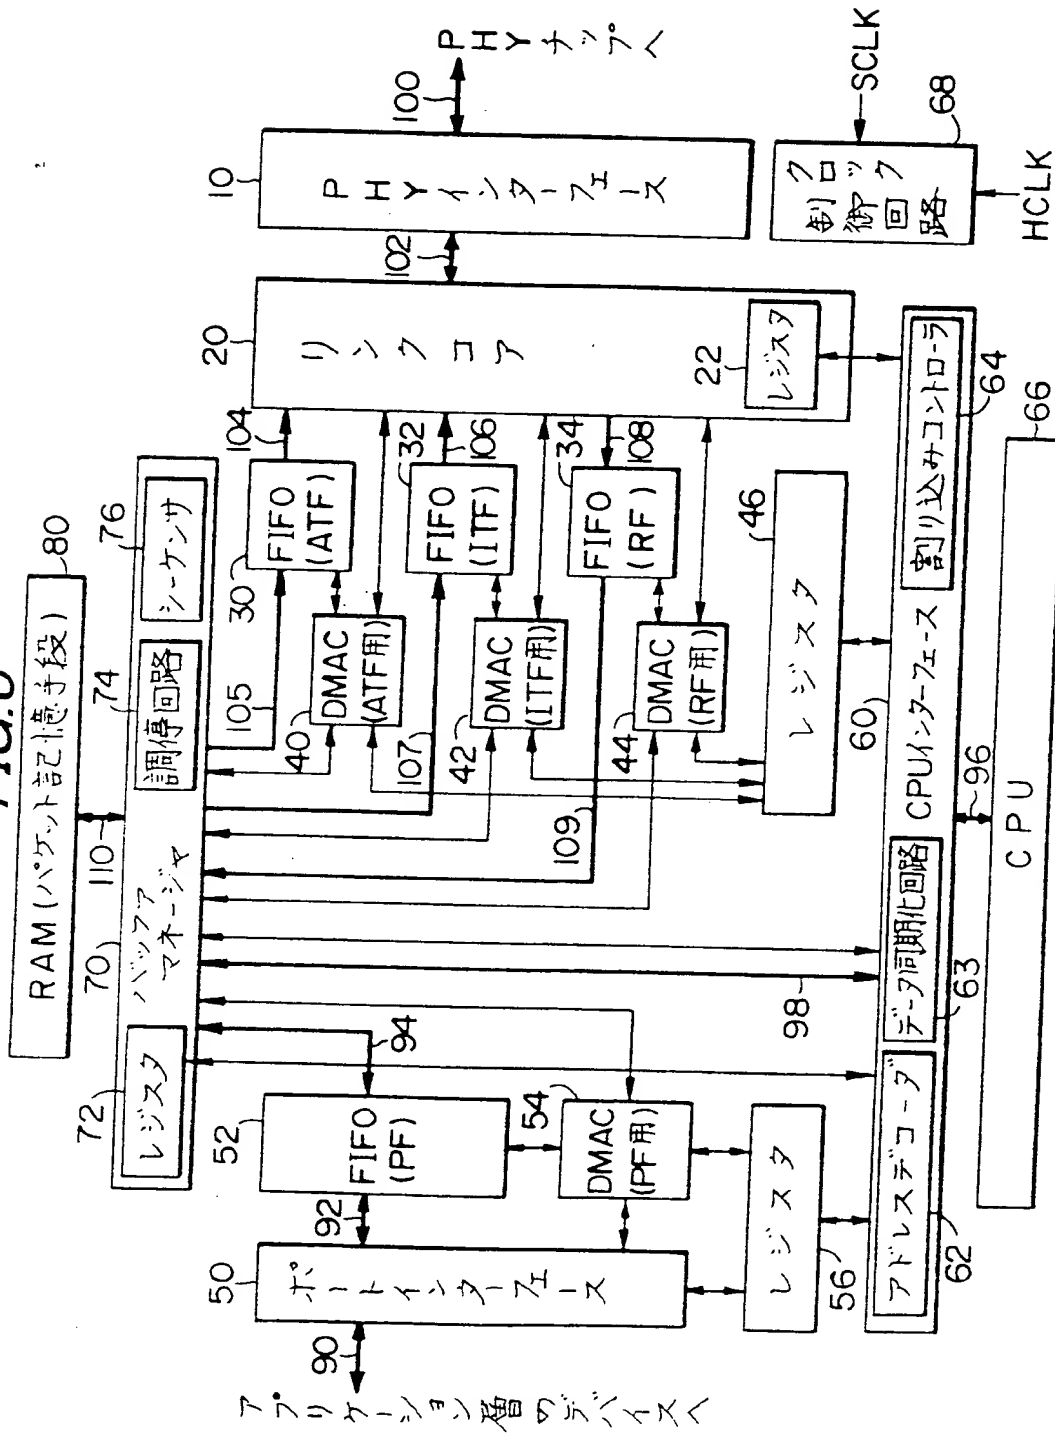 RAM(パケット記憶手段)
80
110
70
バッファ
マネージャ
72
レジスタ
74
調停回路
76
シーケンサ
105
30
FIFO
(ATF)
104
40
DMAC
(ATF用)
107
32
FIFO
(ITF)
106
42
DMAC
(ITF用)
109
34
FIFO
(RF)
108
44
DMAC
(RF用)
46
レジスタ
20
リンクコア
22
レジスタ
102
10
PHYインターフェース
100
PHYチップへ
クロック
制御
回路
68
SCLK
HCLK
94
52
FIFO
(PF)
92
54
DMAC
(PF用)
50
ポートインターフェース
90
アプリケーション層のデバイスへ
レジスタ
56
98
60
CPUインターフェース
アドレスデコーダ
62
データ同期化回路
63
割り込みコントローラ
64
96
CPU
66